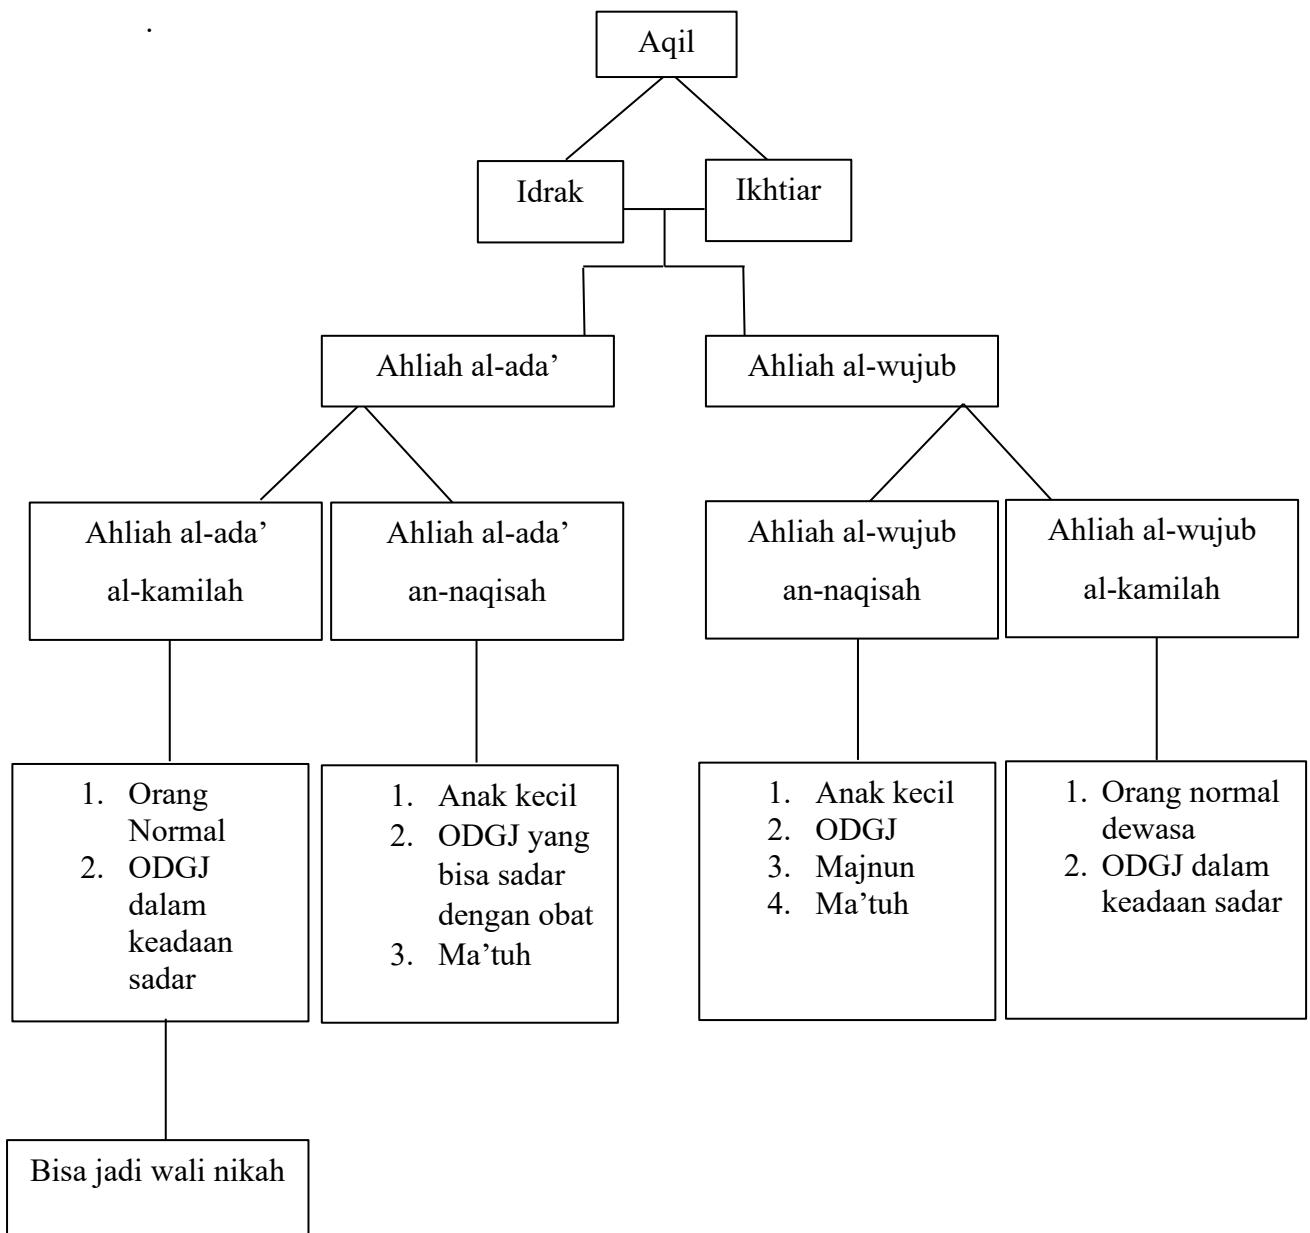 .
Aqil
Idrak
Ikhtiar
Ahliah al-ada’
Ahliah al-wujub
Ahliah al-ada’
al-kamilah
Ahliah al-ada’
an-naqisah
Ahliah al-wujub
an-naqisah
Ahliah al-wujub
al-kamilah
1. Orang
Normal
2. ODGJ
dalam
keadaan
sadar
1. Anak kecil
2. ODGJ yang
bisa sadar
dengan obat
3. Ma’tuh
1. Anak kecil
2. ODGJ
3. Majnun
4. Ma’tuh
1. Orang normal
dewasa
2. ODGJ dalam
keadaan sadar
Bisa jadi wali nikah